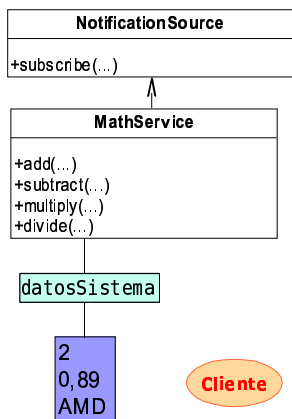 NotificationSource
+subscribe(...)
MathService
+add(...)
+subtract(...)
+multiply(...)
+divide(...)
datosSistema
2
0,89
AMD
Cliente